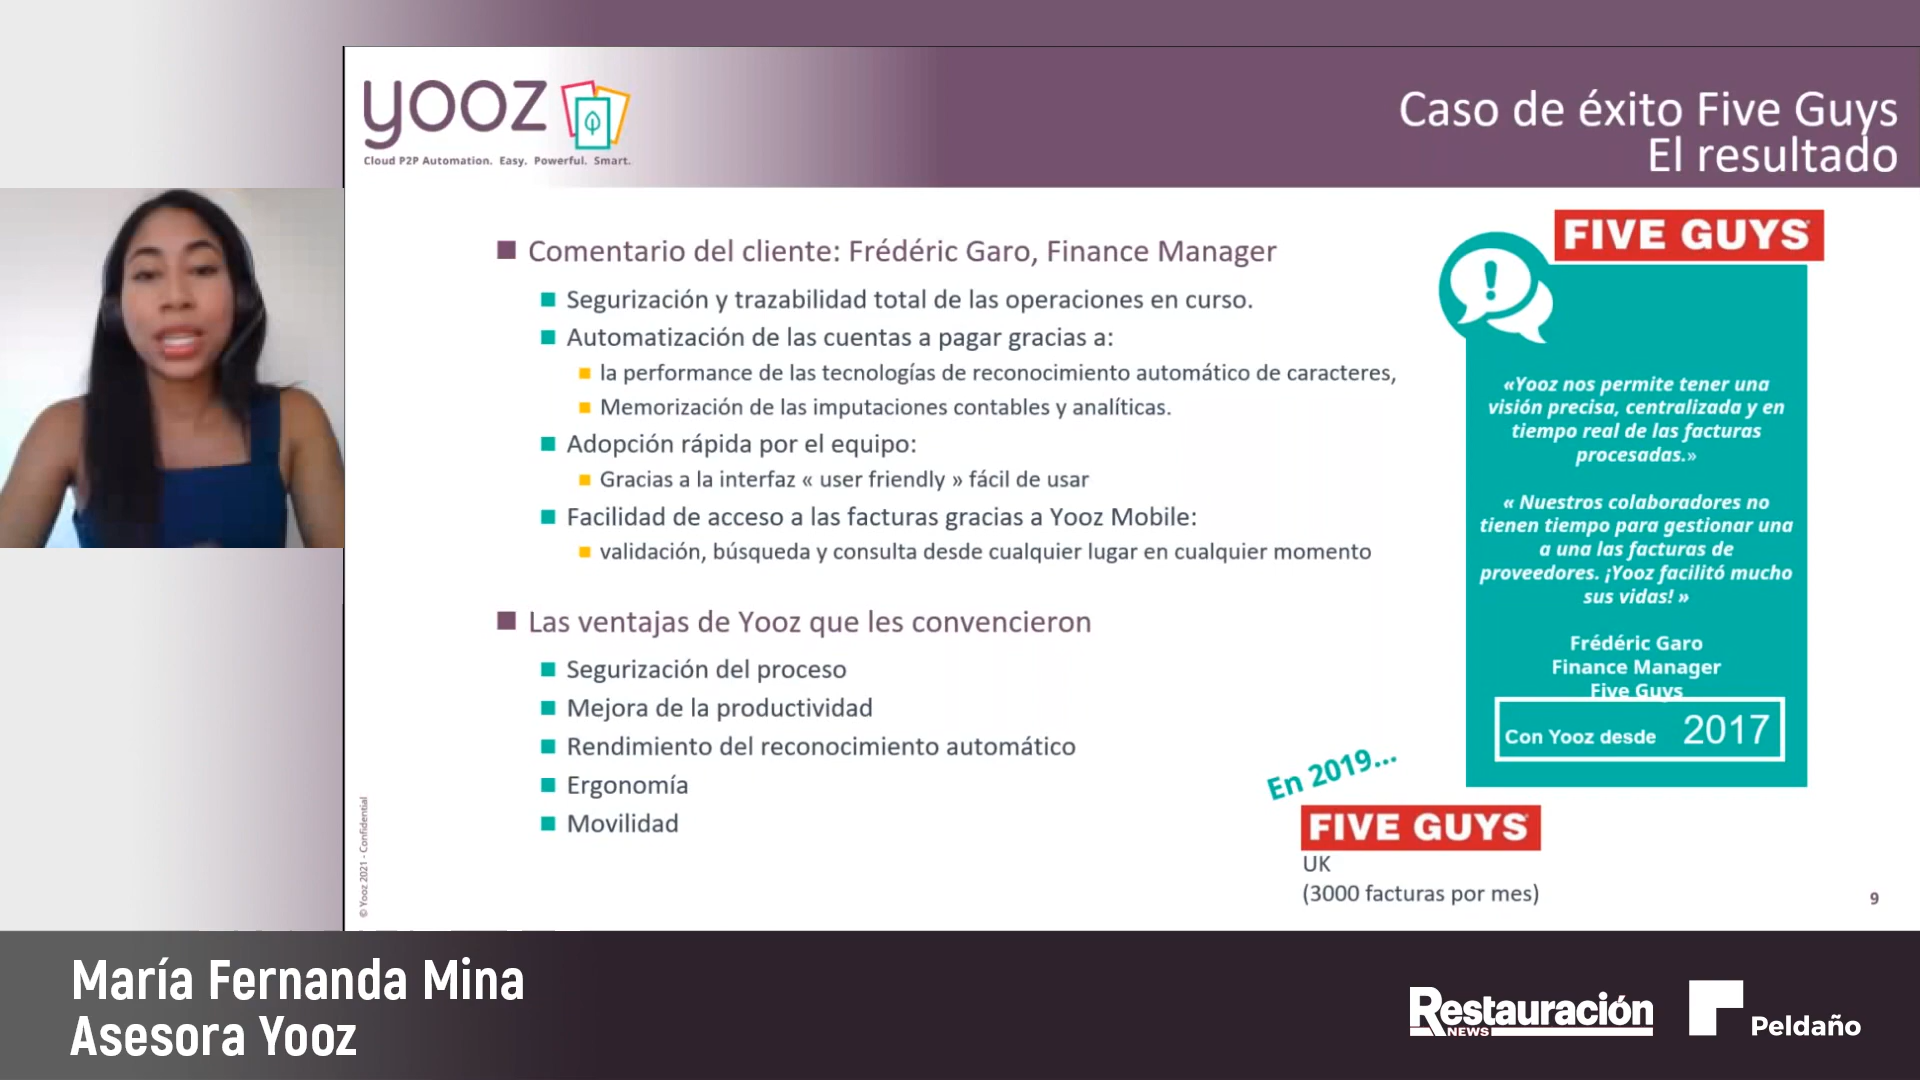 yooz
Cloud P2P Automation. Easy. Powerful. Smart.
Caso de éxito Five Guys
El resultado
Comentario del cliente: Frédéric Garo, Finance Manager
Segurización y trazabilidad total de las operaciones en curso.
Automatización de las cuentas a pagar gracias a:
la performance de las tecnologías de reconocimiento automático de caracteres,
Memorización de las imputaciones contables y analíticas.
Adopción rápida por el equipo:
Gracias a la interfaz « user friendly » fácil de usar
Facilidad de acceso a las facturas gracias a Yooz Mobile:
validación, búsqueda y consulta desde cualquier lugar en cualquier momento
Las ventajas de Yooz que les convencieron
Segurización del proceso
Mejora de la productividad
Rendimiento del reconocimiento automático
Ergonomía
Movilidad
FIVE GUYS
«Yooz nos permite tener una
visión precisa, centralizada y en
tiempo real de las facturas
procesadas.»
« Nuestros colaboradores no
tienen tiempo para gestionar una
a una las facturas de
proveedores. ¡Yooz facilitó mucho
sus vidas! »
Frédéric Garo
Finance Manager
Five Guys
Con Yooz desde 2017
En 2019...
FIVE GUYS
UK
(3000 facturas por mes)
9
© Yooz 2021 - Confidential
María Fernanda Mina
Asesora Yooz
Restauración
NEWS
Peldaño